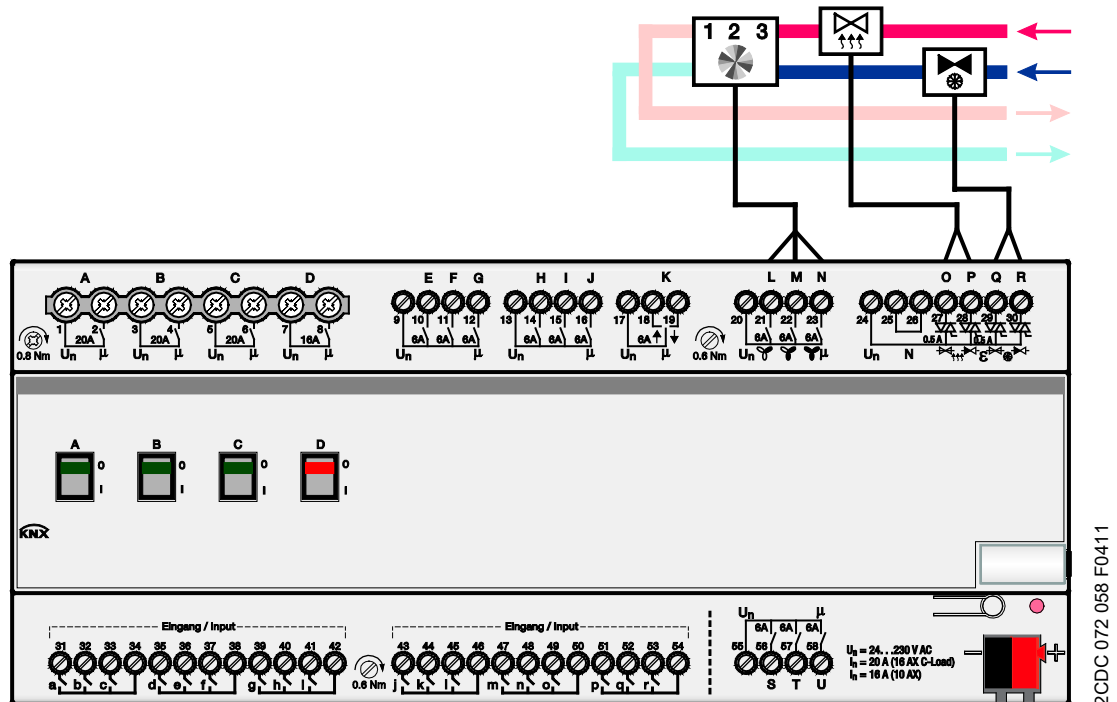 1 2 3
A B C D E F G H I J K L M N O P Q R
1 2 3 4 5 6 7 8 9 10 11 12 13 14 15 16 17 18 19 20 21 22 23 24 25 26 27 28 29 30
20A 20A 20A 16A 6A 6A 6A 6A 6A 6A 6A 6A 6A 6A 0.5 A 0.5 A
0.8 Nm Un µ Un µ Un µ Un µ Un µ Un µ Un µ 0.6 Nm Un µ Un N ε
A B C D
0 0 0 0
I I I I
KNX
Eingang / Input
31 32 33 34 35 36 37 38 39 40 41 42
a b c d e f g h i
0.6 Nm
Eingang / Input
43 44 45 46 47 48 49 50 51 52 53 54
j k l m n o p q r
Un µ
6A 6A 6A
55 56 57 58
S T U
Un = 24. . .230 V AC
In = 20 A (16 AX C-Load)
In = 16 A (10 AX)
− +
2CDC 072 058 F0411